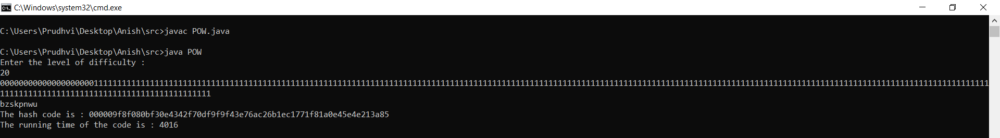 C:\Windows\system32\cmd.exe
C:\Users\Prudhvi\Desktop\Anish\src>javac POW.java
C:\Users\Prudhvi\Desktop\Anish\src>java POW
Enter the level of difficulty :
20
0000000000000000000011111111111111111111111111111111111111111111111111111111111111111111111111111111111111111111111111111111111111111111111111111111111111111111111111111111111111111111111111111111111111111111111
111111111111111111111111111111111111111111111
bzskpnwu
The hash code is : 000009f8f080bf30e4342f70df9f9f43e76ac26b1ec1771f81a0e45e4e213a85
The running time of the code is : 4016